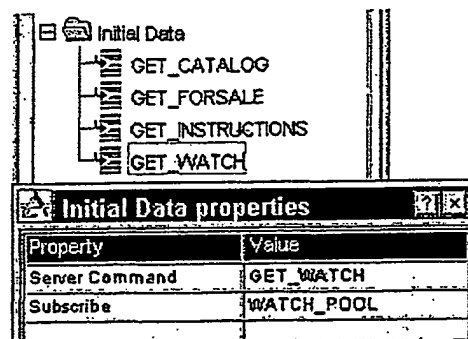 Initial Data
GET_CATALOG
GET_FORSALE
GET_INSTRUCTIONS
GET_WATCH
Initial Data properties
Property Value
Server Command GET_WATCH
Subscribe WATCH_POOL